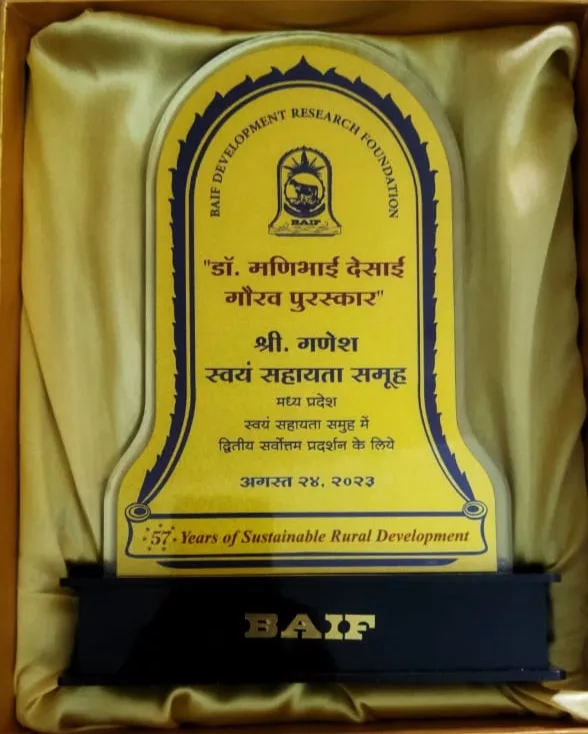 BAIF DEVELOPMENT RESEARCH FOUNDATION
BAIF
"डॉ. मणिभाई देसाई
गौरव पुरस्कार"
श्री. गणेश
स्वयं सहायता समूह
मध्य प्रदेश
स्वयं सहायता समुह में
द्वितीय सर्वोत्तम प्रदर्शन के लिये
अगस्त २४, २०२३
57 Years of Sustainable Rural Development
BAIF